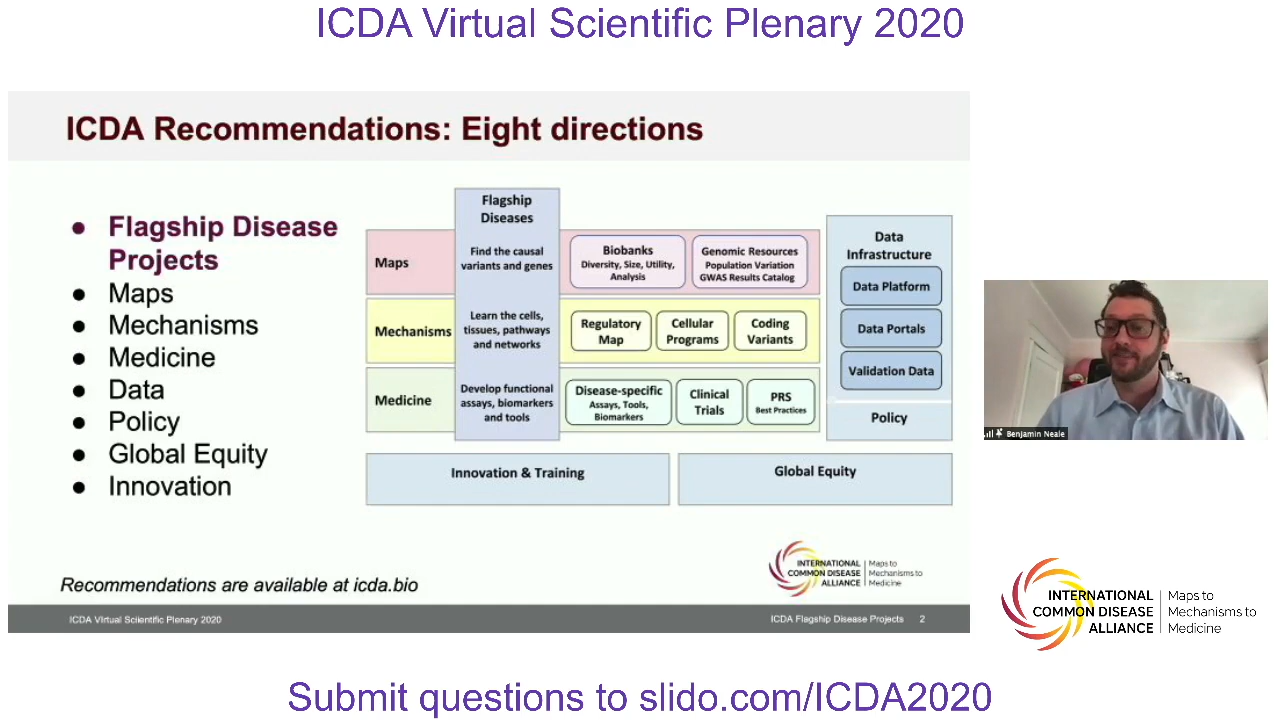 ICDA Virtual Scientific Plenary 2020
ICDA Recommendations: Eight directions
● Flagship Disease
Projects
● Maps
● Mechanisms
● Medicine
● Data
● Policy
● Global Equity
● Innovation
Flagship
Diseases
Maps
Find the causal
variants and genes
Biobanks
Diversity, Size, Utility,
Analysis
Genomic Resources
Population Variation
GWAS Results Catalog
Mechanisms
Learn the cells,
tissues, pathways
and networks
Regulatory
Map
Cellular
Programs
Coding
Variants
Medicine
Develop functional
assays, biomarkers
and tools
Disease-specific
Assays, Tools,
Biomarkers
Clinical
Trials
PRS
Best Practices
Data
Infrastructure
Data Platform
Data Portals
Validation Data
Policy
Innovation & Training
Global Equity
Recommendations are available at icda.bio
INTERNATIONAL
COMMON DISEASE
ALLIANCE
Maps to
Mechanisms to
Medicine
ICDA Virtual Scientific Plenary 2020
ICDA Flagship Disease Projects 2
Benjamin Neale
INTERNATIONAL
COMMON DISEASE
ALLIANCE
Maps to
Mechanisms to
Medicine
Submit questions to slido.com/ICDA2020